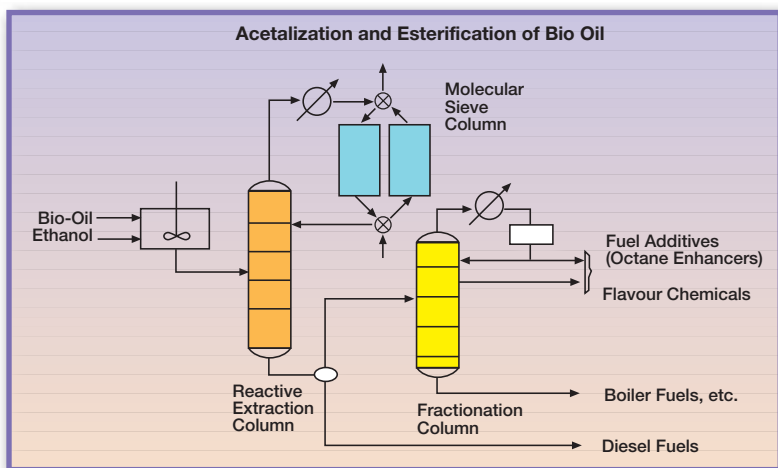 Acetalization and Esterification of Bio Oil
Molecular
Sieve
Column
Bio-Oil
Ethanol
Fuel Additives
(Octane Enhancers)
Flavour Chemicals
Reactive
Extraction
Column
Fractionation
Column
Boiler Fuels, etc.
Diesel Fuels